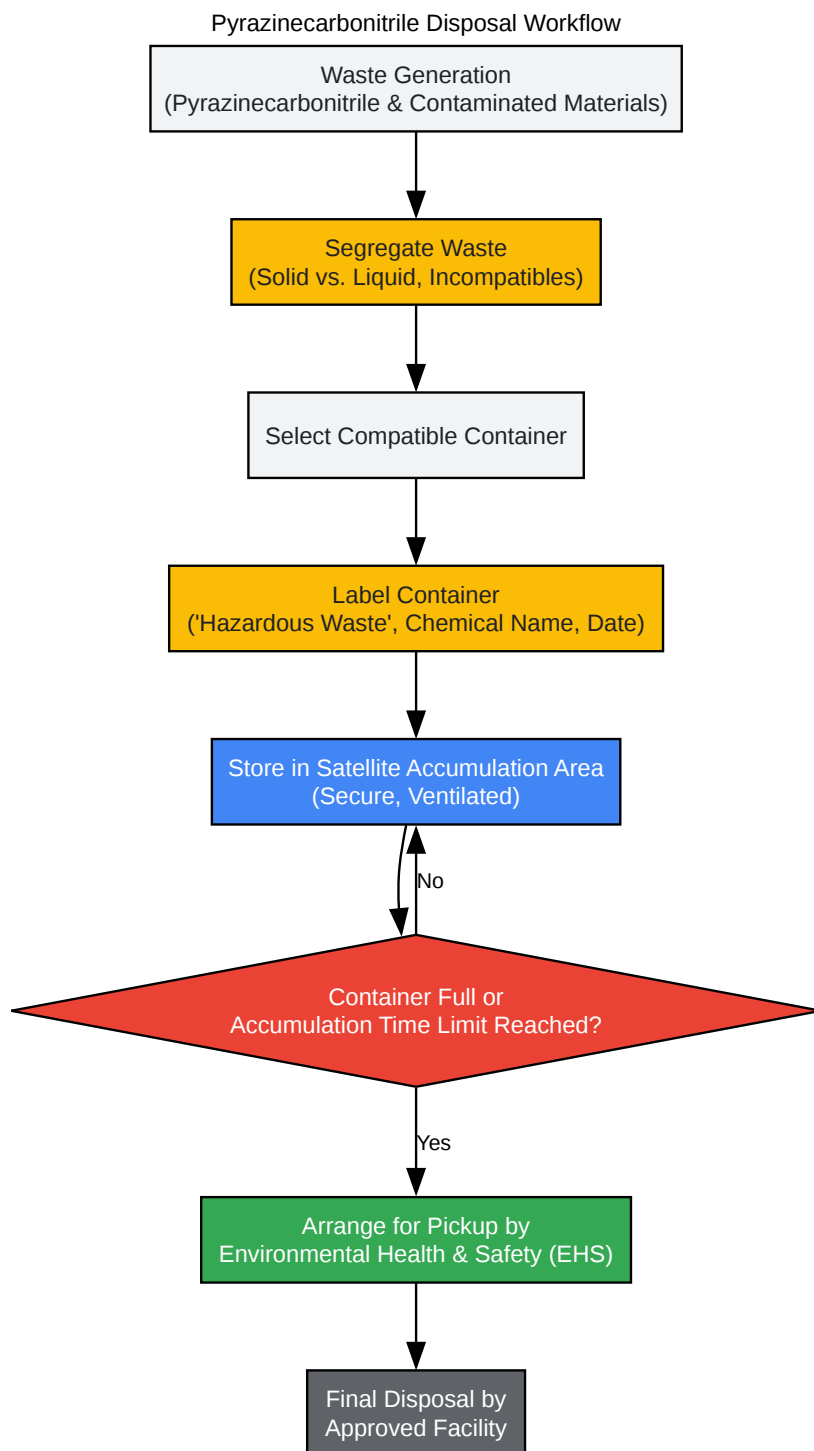 Pyrazinecarbonitrile Disposal Workflow
Waste Generation
(Pyrazinecarbonitrile & Contaminated Materials)
Segregate Waste
(Solid vs. Liquid, Incompatibles)
Select Compatible Container
Label Container
('Hazardous Waste', Chemical Name, Date)
Store in Satellite Accumulation Area
(Secure, Ventilated)
No
Container Full or
Accumulation Time Limit Reached?
Yes
Arrange for Pickup by
Environmental Health & Safety (EHS)
Final Disposal by
Approved Facility